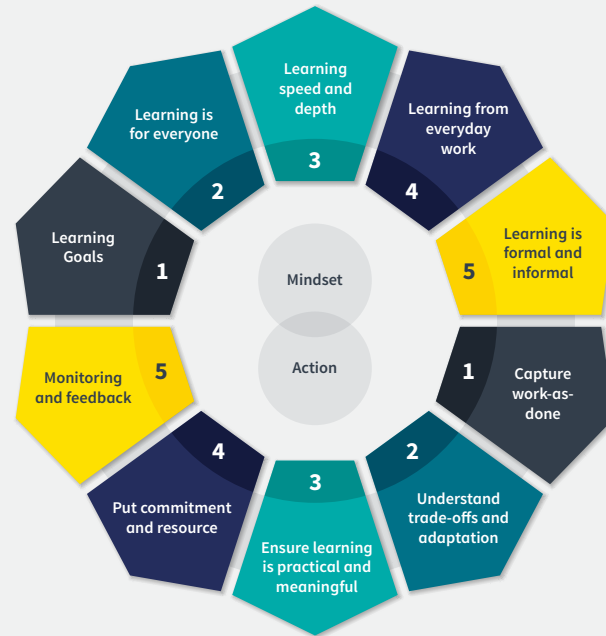 Learning
Goals
1
Learning is
for everyone
2
Learning
speed and
depth
3
Learning from
everyday
work
4
Learning is
formal and
informal
5
Mindset
Action
1
Capture
work-as-
done
2
Understand
trade-offs and
adaptation
3
Ensure learning
is practical and
meaningful
4
Put commitment
and resource
5
Monitoring
and feedback